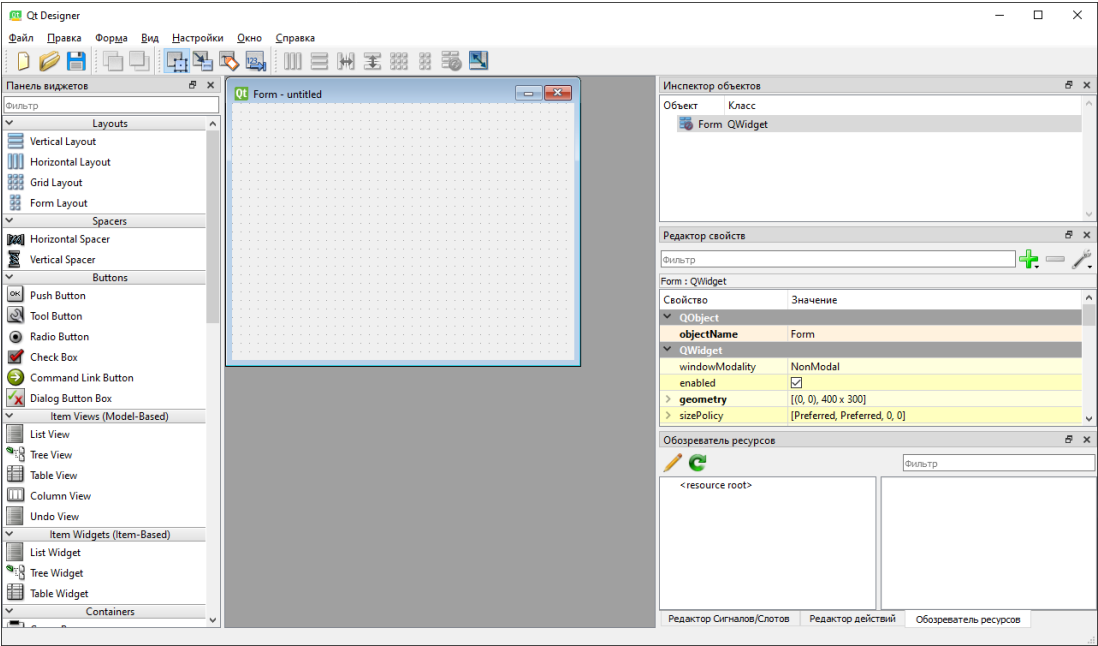 Qt Designer
Файл Правка Форма Вид Настройки Окно Справка
Панель виджетов
Фильтр
Layouts
Vertical Layout
Horizontal Layout
Grid Layout
Form Layout
Spacers
Horizontal Spacer
Vertical Spacer
Buttons
Push Button
Tool Button
Radio Button
Check Box
Command Link Button
Dialog Button Box
Item Views (Model-Based)
List View
Tree View
Table View
Column View
Undo View
Item Widgets (Item-Based)
List Widget
Tree Widget
Table Widget
Containers
Form - untitled
Инспектор объектов
Объект Класс
Form QWidget
Редактор свойств
Фильтр
Form : QWidget
Свойство Значение
QObject
objectName Form
QWidget
windowModality NonModal
enabled
geometry [(0, 0), 400 x 300]
sizePolicy [Preferred, Preferred, 0, 0]
Обозреватель ресурсов
Фильтр
<resource root>
Редактор Сигналов/Слотов Редактор действий Обозреватель ресурсов